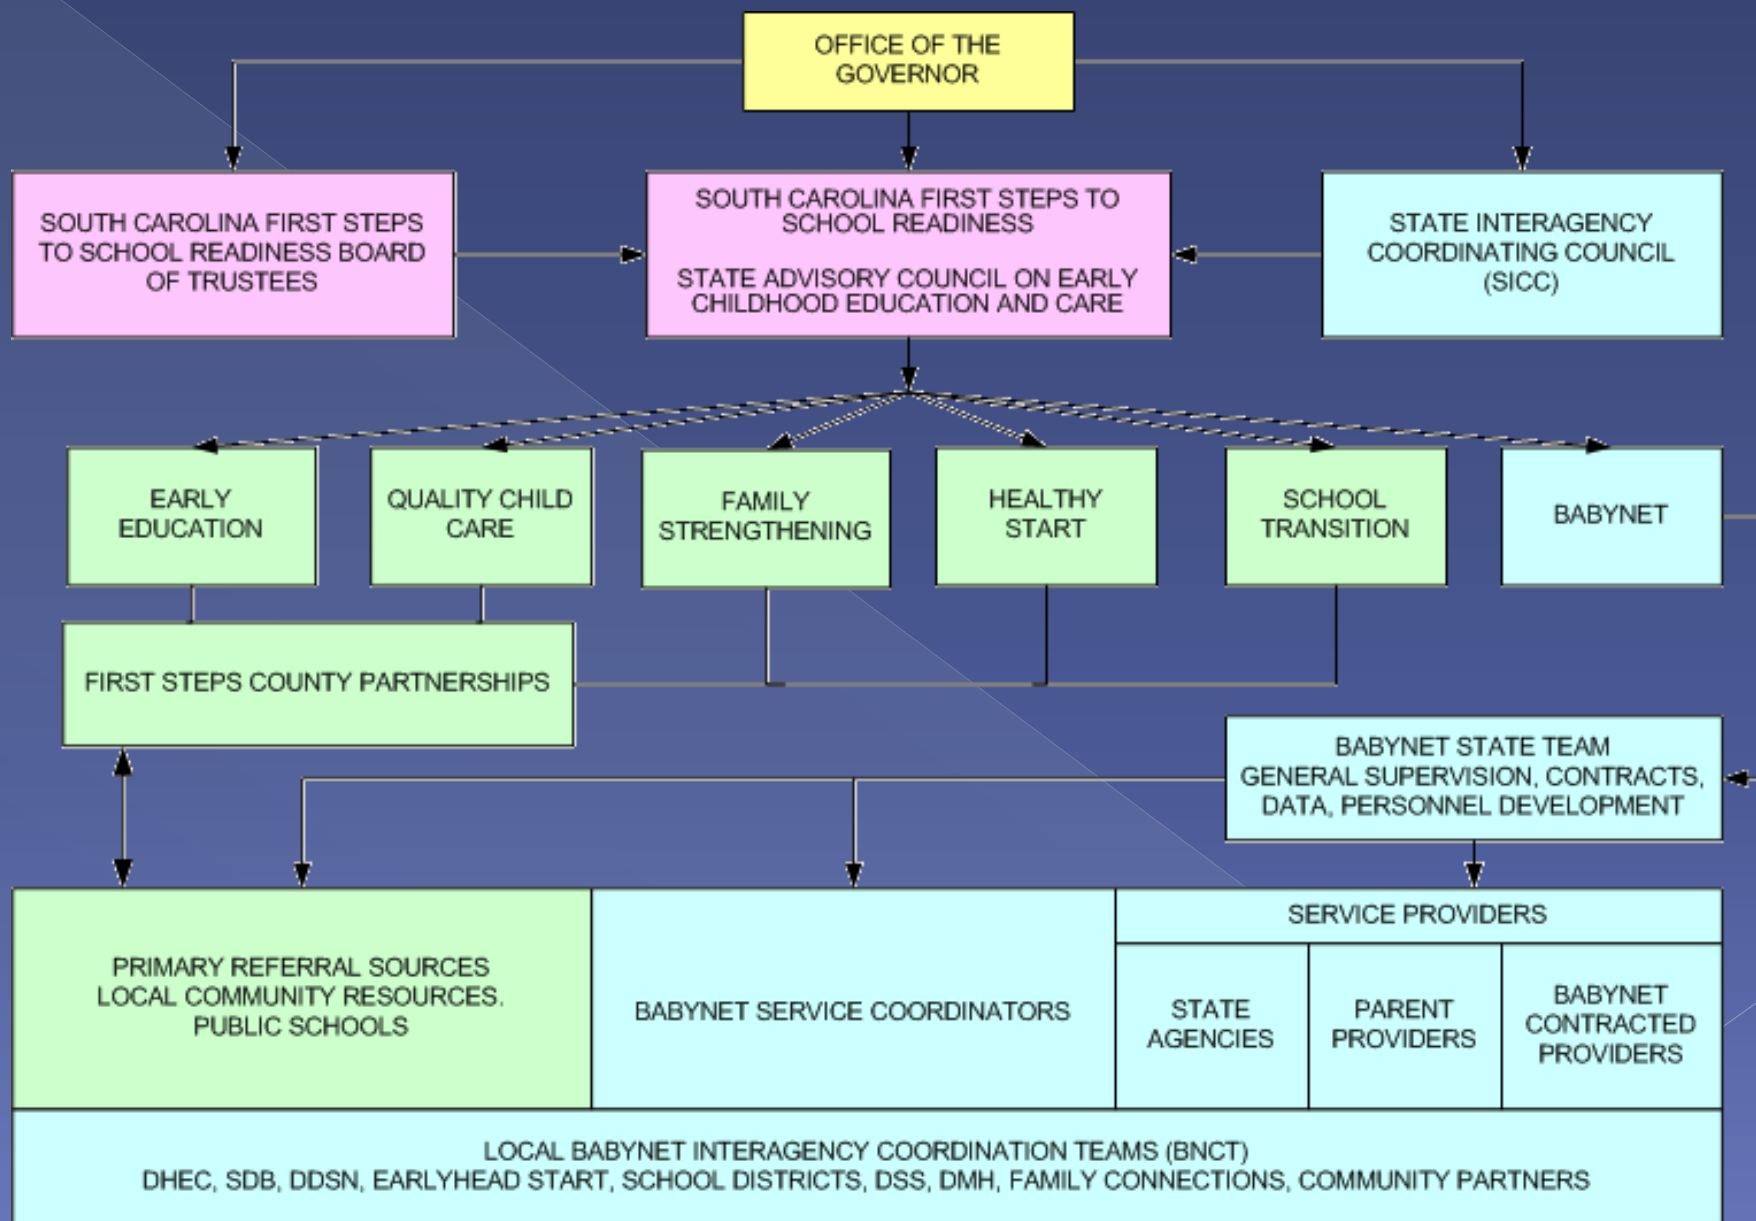 OFFICE OF THE
GOVERNOR
SOUTH CAROLINA FIRST STEPS
TO SCHOOL READINESS BOARD
OF TRUSTEES
SOUTH CAROLINA FIRST STEPS TO
SCHOOL READINESS
STATE ADVISORY COUNCIL ON EARLY
CHILDHOOD EDUCATION AND CARE
STATE INTERAGENCY
COORDINATING COUNCIL
(SICC)
EARLY
EDUCATION
QUALITY CHILD
CARE
FAMILY
STRENGTHENING
HEALTHY
START
SCHOOL
TRANSITION
BABYNET
FIRST STEPS COUNTY PARTNERSHIPS
BABYNET STATE TEAM
GENERAL SUPERVISION, CONTRACTS,
DATA, PERSONNEL DEVELOPMENT
PRIMARY REFERRAL SOURCES
LOCAL COMMUNITY RESOURCES.
PUBLIC SCHOOLS
BABYNET SERVICE COORDINATORS
SERVICE PROVIDERS
STATE
AGENCIES
PARENT
PROVIDERS
BABYNET
CONTRACTED
PROVIDERS
LOCAL BABYNET INTERAGENCY COORDINATION TEAMS (BNCT)
DHEC, SDB, DDSN, EARLYHEAD START, SCHOOL DISTRICTS, DSS, DMH, FAMILY CONNECTIONS, COMMUNITY PARTNERS